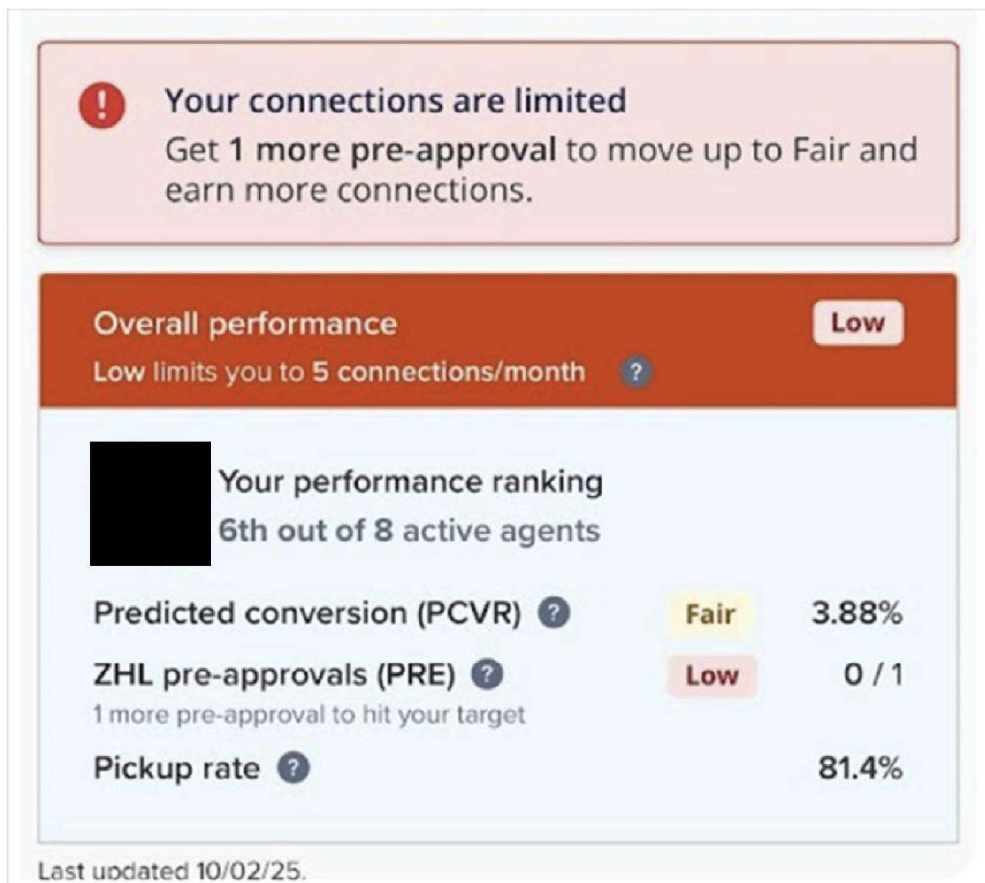 Your connections are limited
Get 1 more pre-approval to move up to Fair and
earn more connections.
Overall performance
Low
Low limits you to 5 connections/month ?
Your performance ranking
6th out of 8 active agents
Predicted conversion (PCVR) ? Fair 3.88%
ZHL pre-approvals (PRE) ? Low 0 / 1
1 more pre-approval to hit your target
Pickup rate ? 81.4%
Last updated 10/02/25.